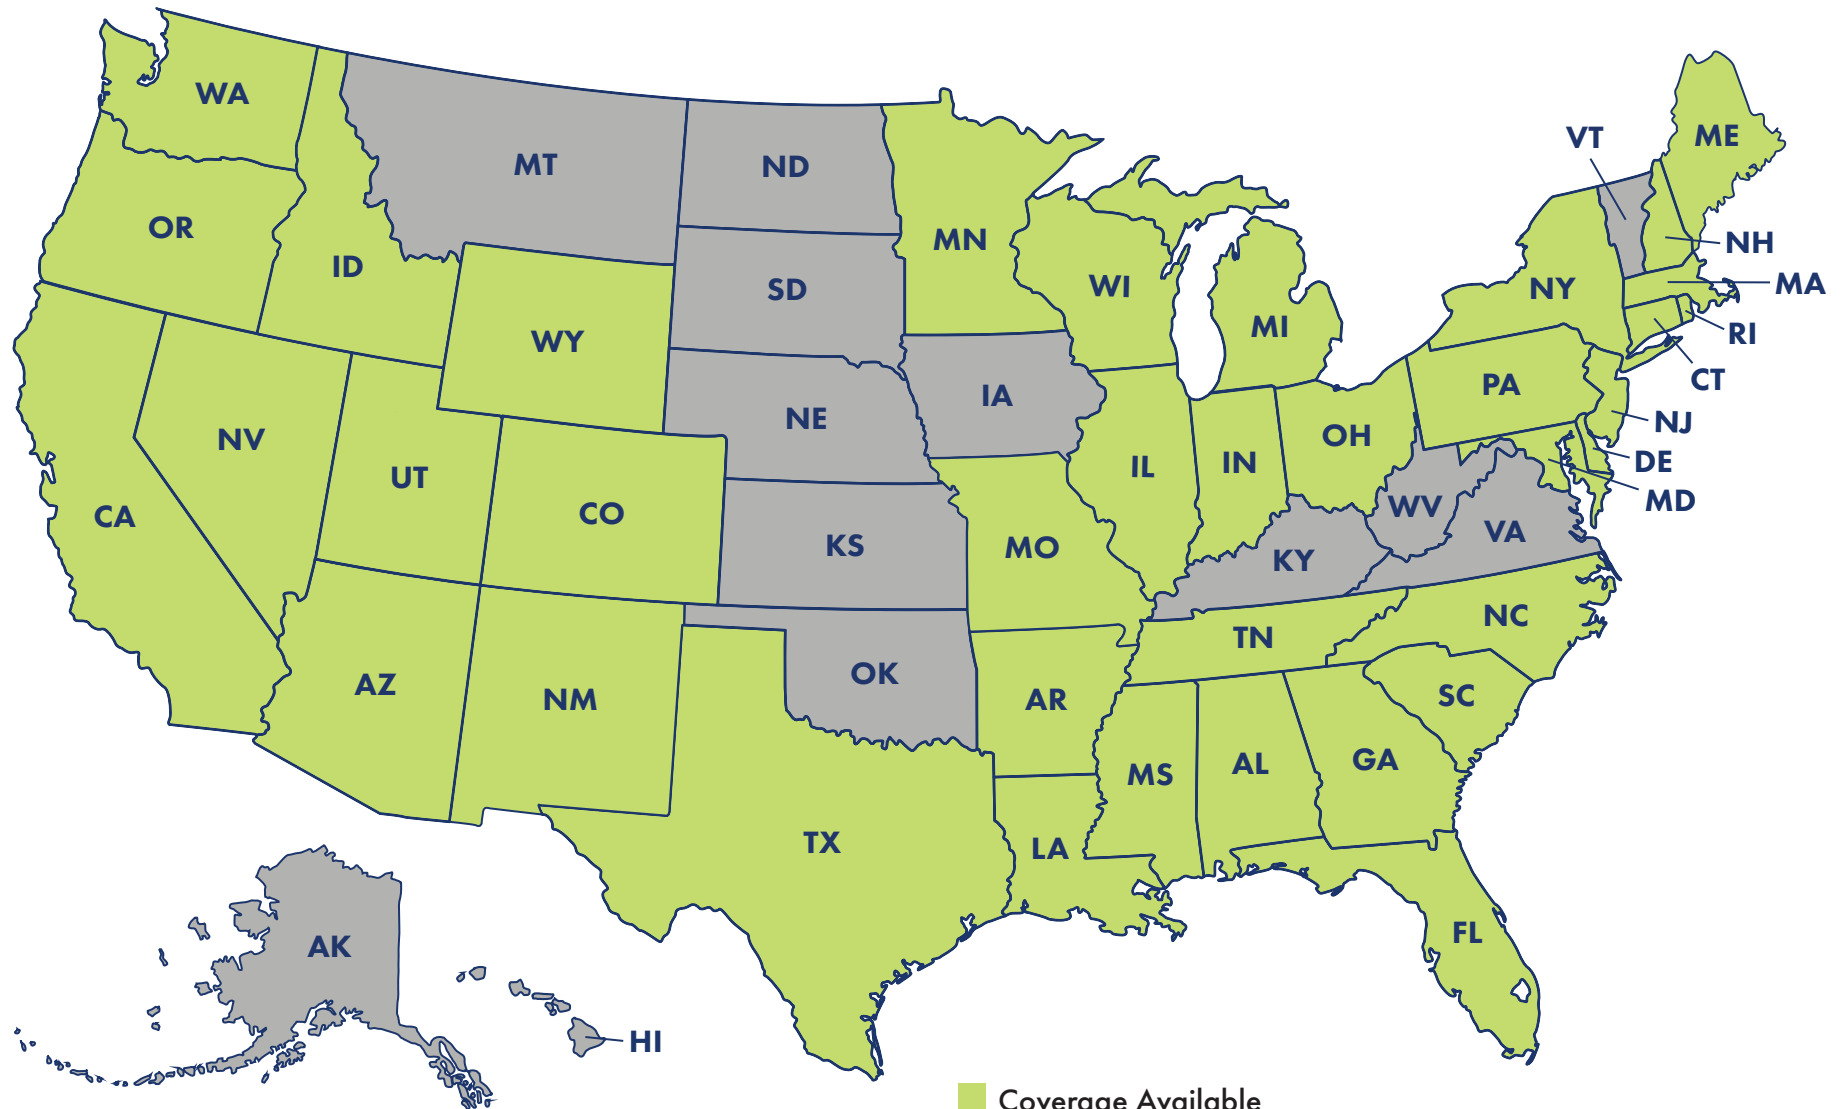 WA
MT
ND
ME
VT
OR
MN
NH
ID
SD
WI
NY
MA
WY
MI
RI
CT
PA
IA
NE
NJ
NV
OH
DE
UT
IL
IN
MD
CO
CA
WV
VA
KS
MO
KY
NC
TN
OK
AZ
NM
AR
SC
MS
AL
GA
TX
LA
FL
AK
HI
Coverage Available